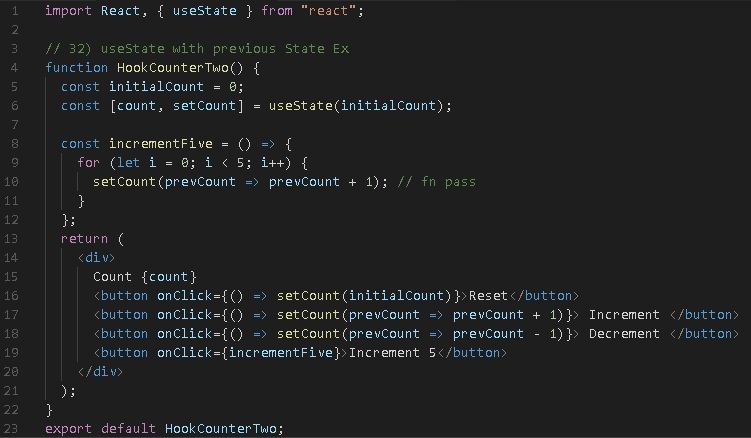 1 import React, { useState } from "react";
2
3 // 32) useState with previous State Ex
4 function HookCounterTwo() {
5   const initialCount = 0;
6   const [count, setCount] = useState(initialCount);
7
8   const incrementFive = () => {
9     for (let i = 0; i < 5; i++) {
10       setCount(prevCount => prevCount + 1); // fn pass
11     }
12   };
13   return (
14     <div>
15       Count {count}
16       <button onClick={() => setCount(initialCount)}>Reset</button>
17       <button onClick={() => setCount(prevCount => prevCount + 1)}> Increment </button>
18       <button onClick={() => setCount(prevCount => prevCount - 1)}> Decrement </button>
19       <button onClick={incrementFive}>Increment 5</button>
20     </div>
21   );
22 }
23 export default HookCounterTwo;